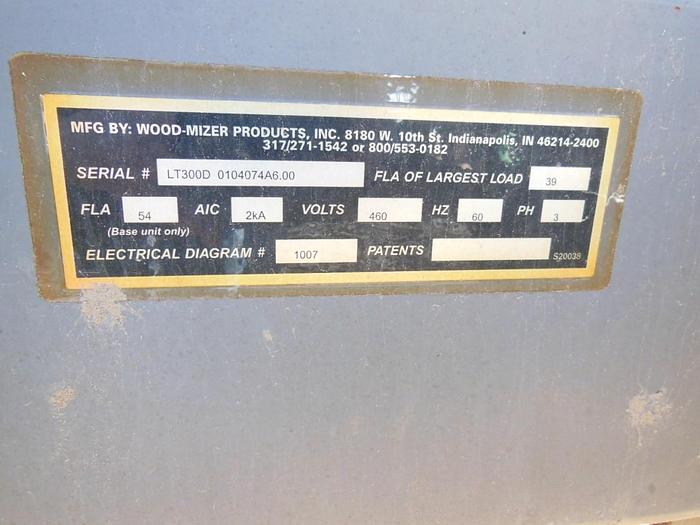 MFG BY: WOOD-MIZER PRODUCTS, INC. 8180 W. 10th St. Indianapolis, IN 46214-2400
317/271-1542 or 800/553-0182
SERIAL # LT300D 0104074A6.00 FLA OF LARGEST LOAD 39
FLA 54 AIC 2kA VOLTS 460 HZ 60 PH 3
(Base unit only)
ELECTRICAL DIAGRAM # 1007 PATENTS S20038